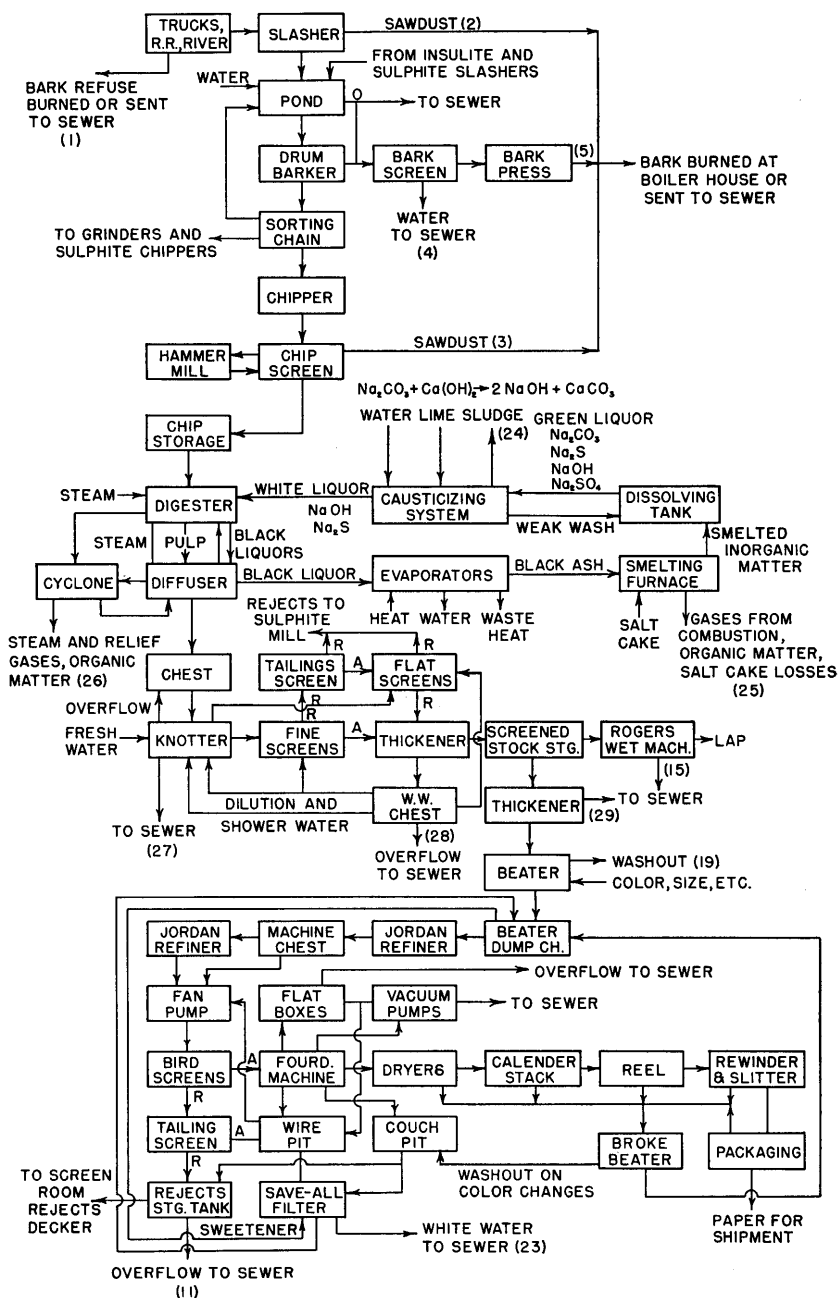 TRUCKS,
R.R., RIVER
SLASHER
SAWDUST (2)
FROM INSULITE AND
SULPHITE SLASHERS
WATER
BARK REFUSE
BURNED OR SENT
TO SEWER
(1)
POND
O
TO SEWER
DRUM
BARKER
BARK
SCREEN
BARK
PRESS
(5)
BARK BURNED AT
BOILER HOUSE OR
SENT TO SEWER
WATER
TO SEWER
(4)
SORTING
CHAIN
TO GRINDERS AND
SULPHITE CHIPPERS
CHIPPER
HAMMER
MILL
CHIP
SCREEN
SAWDUST (3)
Na₂CO₃+Ca(OH)₂→2 NaOH + CaCO₃
CHIP
STORAGE
WATER LIME SLUDGE
(24)
GREEN LIQUOR
Na₂CO₃
Na₂S
NaOH
Na₂SO₄
STEAM
DIGESTER
WHITE LIQUOR
NaOH
Na₂S
CAUSTICIZING
SYSTEM
WEAK WASH
DISSOLVING
TANK
STEAM
PULP
BLACK
LIQUORS
SMELTED
INORGANIC
MATTER
CYCLONE
DIFFUSER
BLACK LIQUOR
EVAPORATORS
BLACK ASH
SMELTING
FURNACE
HEAT
WATER
WASTE
HEAT
SALT
CAKE
GASES FROM
COMBUSTION,
ORGANIC MATTER,
SALT CAKE LOSSES
(25)
STEAM AND RELIEF
GASES, ORGANIC
MATTER (26)
REJECTS TO
SULPHITE
MILL
R
R
CHEST
TAILINGS
SCREEN
A
FLAT
SCREENS
OVERFLOW
R
R
R
FRESH
WATER
KNOTTER
FINE
SCREENS
A
THICKENER
SCREENED
STOCK STG.
ROGERS
WET MACH.
LAP
(15)
TO SEWER
DILUTION AND
SHOWER WATER
W.W.
CHEST
(28)
OVERFLOW
TO SEWER
THICKENER
(29)
TO SEWER
(27)
BEATER
WASHOUT (19)
COLOR, SIZE, ETC.
JORDAN
REFINER
MACHINE
CHEST
JORDAN
REFINER
BEATER
DUMP CH.
OVERFLOW TO SEWER
FAN
PUMP
FLAT
BOXES
VACUUM
PUMPS
TO SEWER
BIRD
SCREENS
A
FOURD.
MACHINE
DRYERS
CALENDER
STACK
REEL
REWINDER
& SLITTER
R
TAILING
SCREEN
A
WIRE
PIT
COUCH
PIT
BROKE
BEATER
PACKAGING
R
WASHOUT ON
COLOR CHANGES
TO SCREEN
ROOM
REJECTS
DECKER
REJECTS
STG. TANK
SAVE-ALL
FILTER
SWEETENER
WHITE WATER
TO SEWER (23)
PAPER FOR
SHIPMENT
OVERFLOW TO SEWER
(11)